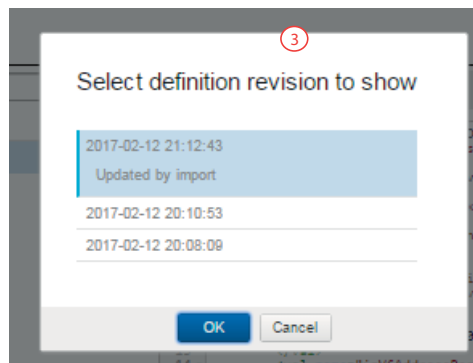 3
Select definition revision to show
2017-02-12 21:12:43
Updated by import
2017-02-12 20:10:53
2017-02-12 20:08:09
OK Cancel